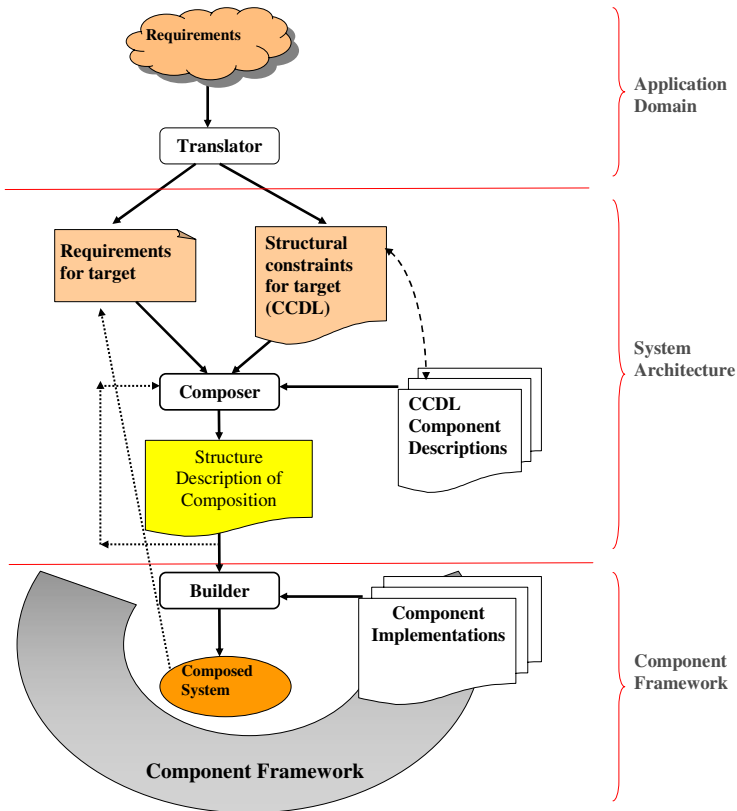 Requirements
Application
Domain
Translator
Requirements
for target
Structural
constraints
for target
(CCDL)
System
Architecture
Composer
CCDL
Component
Descriptions
Structure
Description of
Composition
Builder
Component
Implementations
Composed
System
Component
Framework
Component Framework